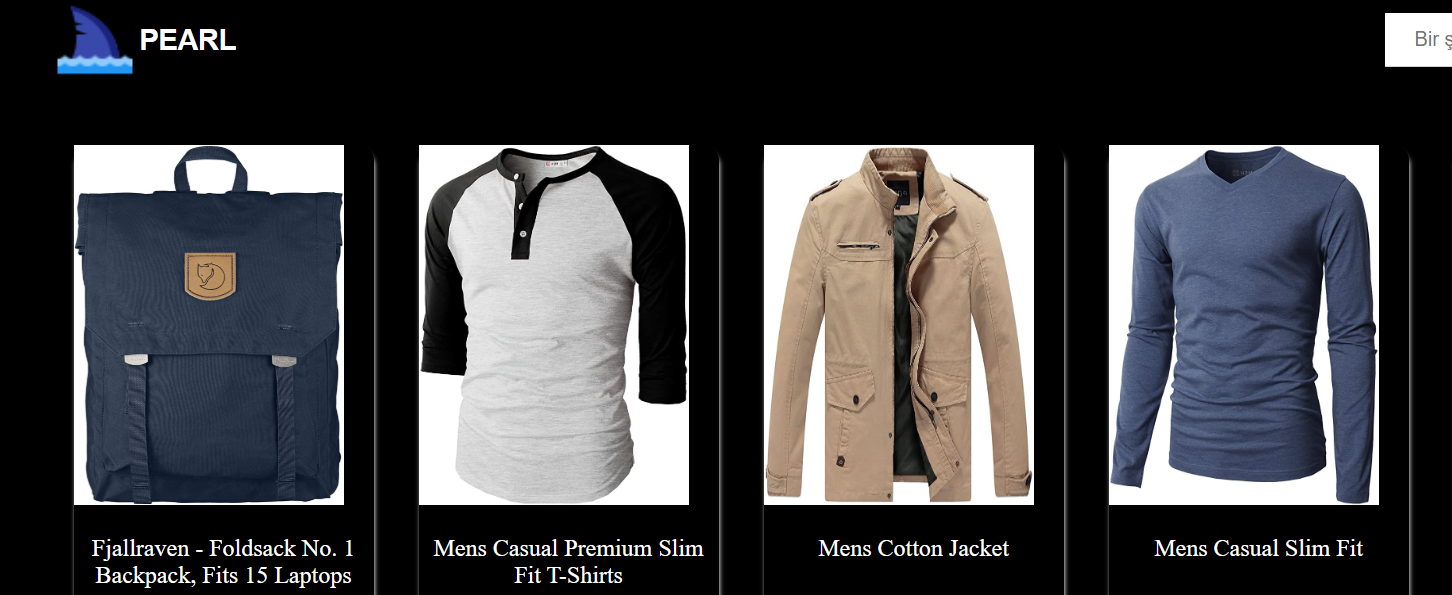 PEARL
Bir
Fjallraven - Foldsack No. 1
Backpack, Fits 15 Laptops
Mens Casual Premium Slim
Fit T-Shirts
Mens Cotton Jacket
Mens Casual Slim Fit